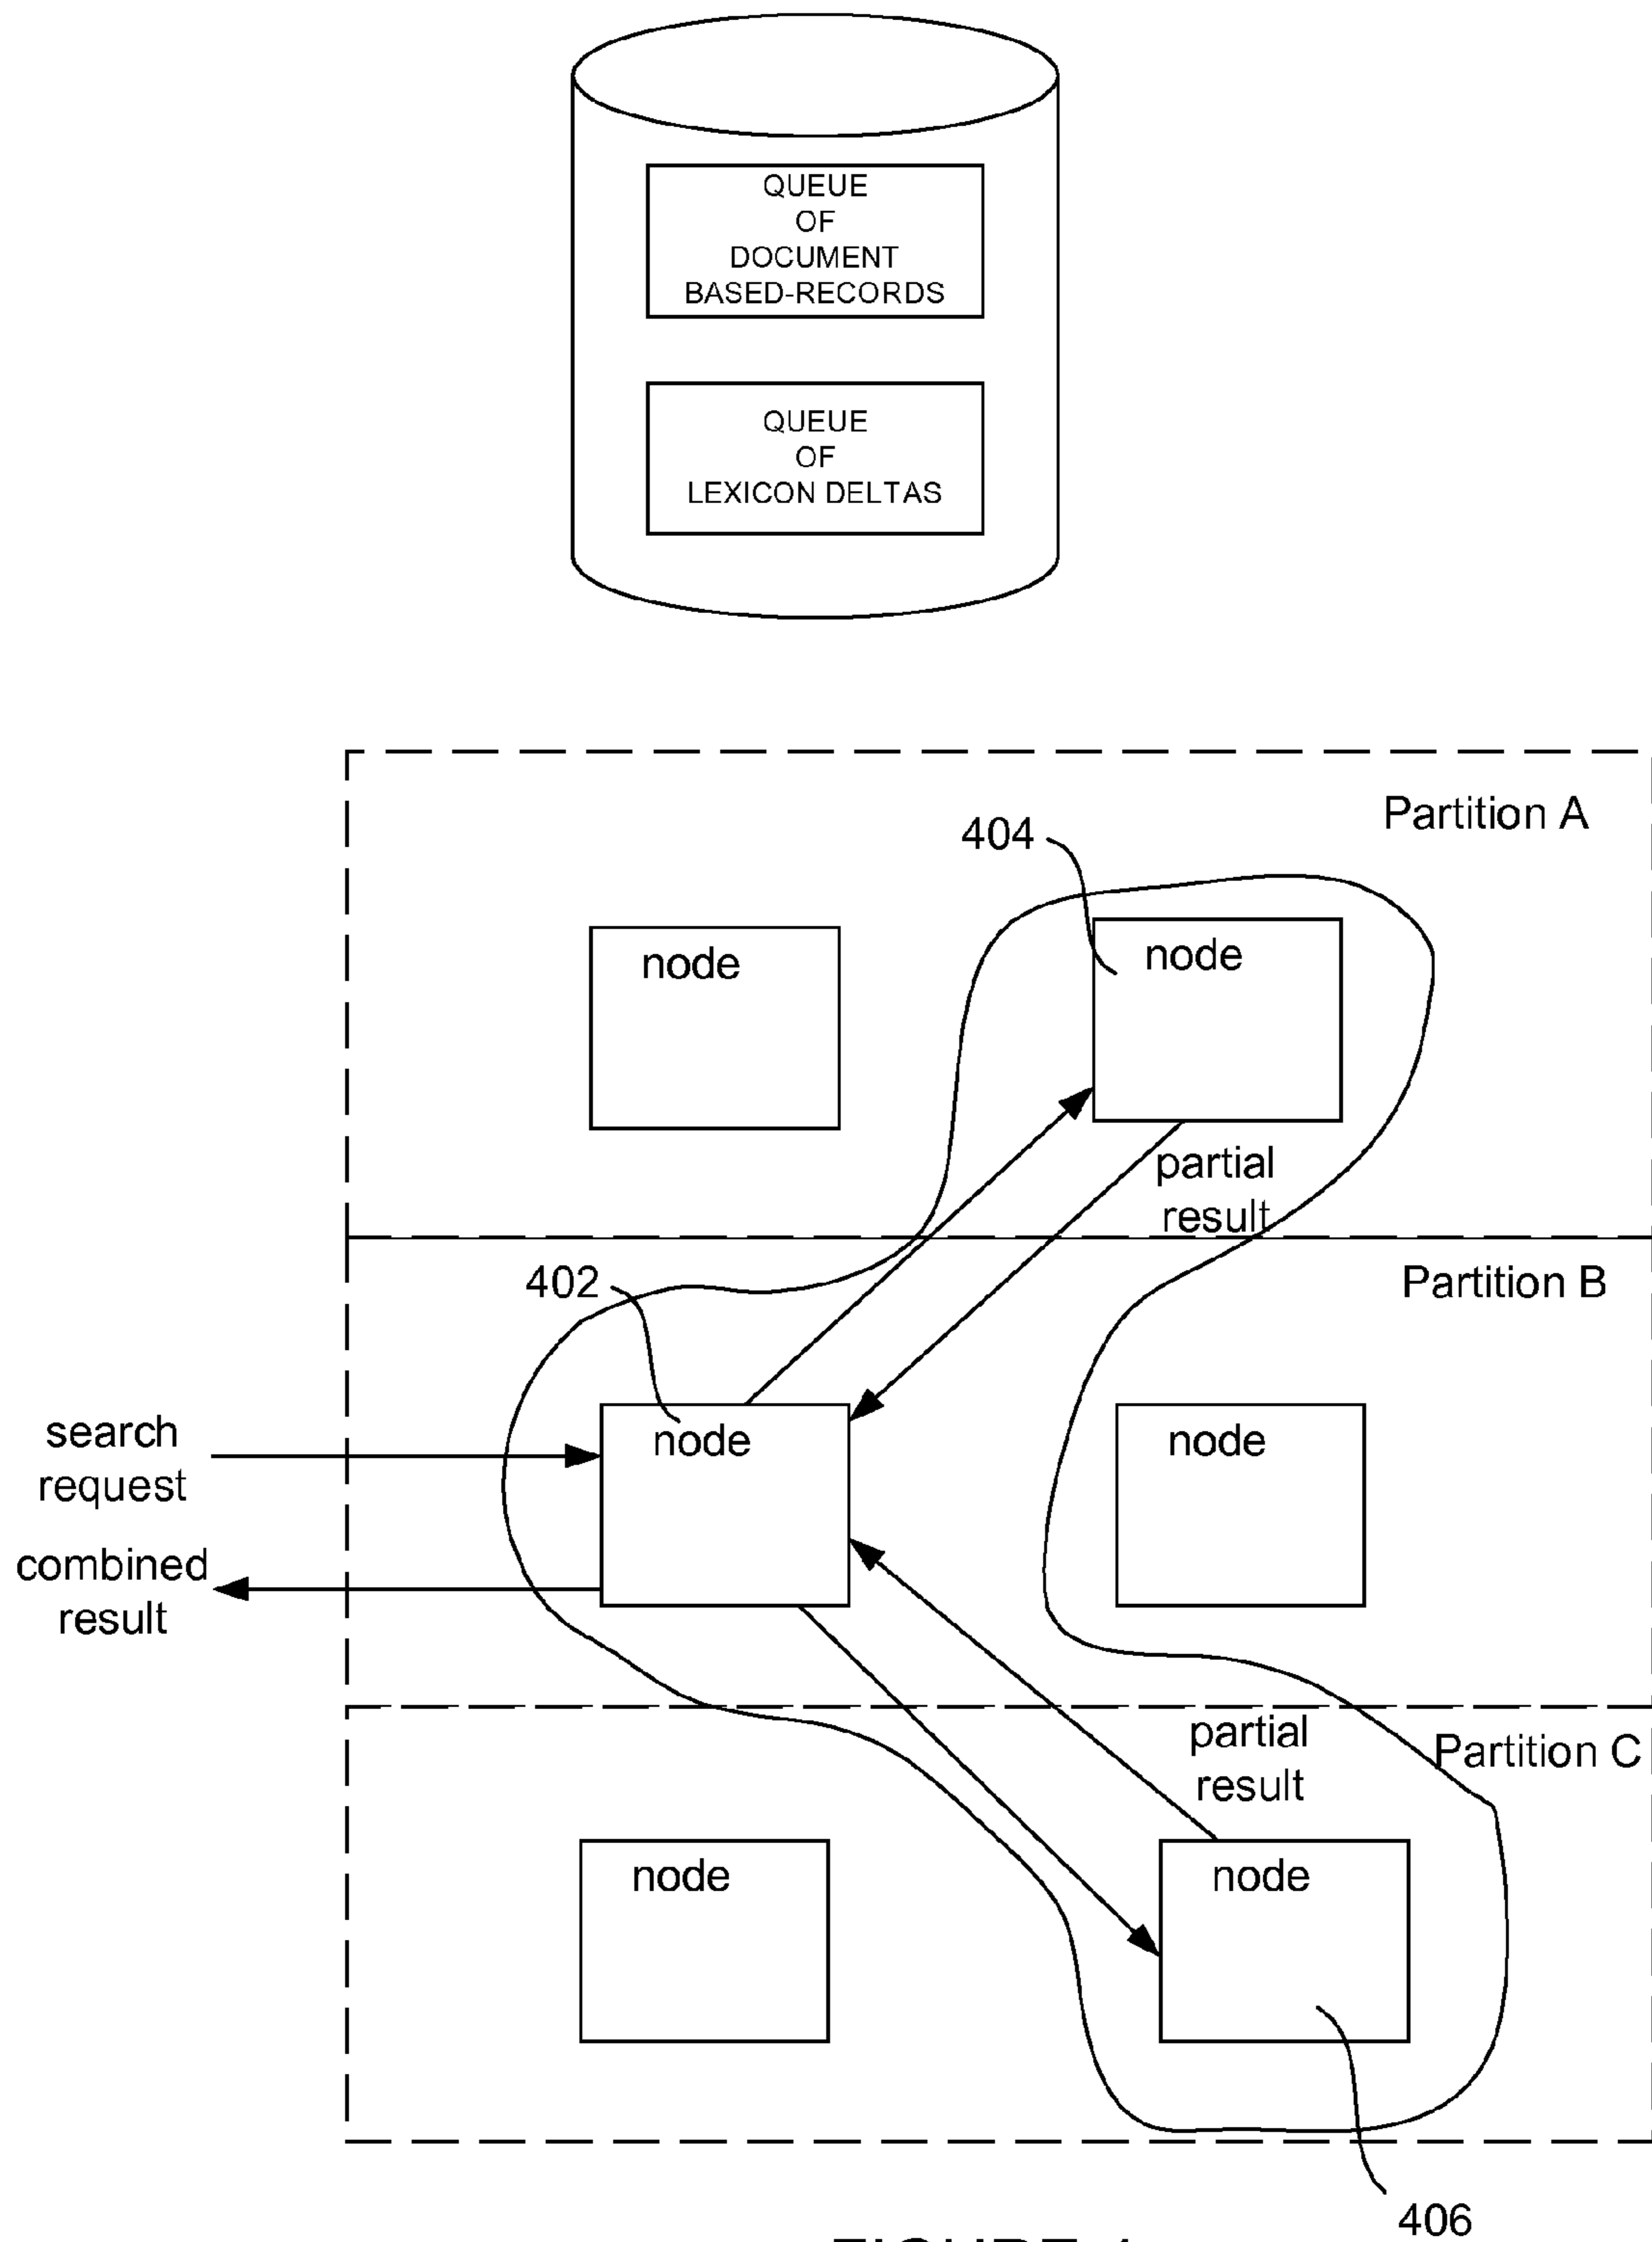 QUEUE
OF
DOCUMENT
BASED-RECORDS
QUEUE
OF
LEXICON DELTAS
Partition A
404
node
node
partial
result
402
Partition B
search
request
node
node
combined
result
partial
result
Partition C
node
node
406